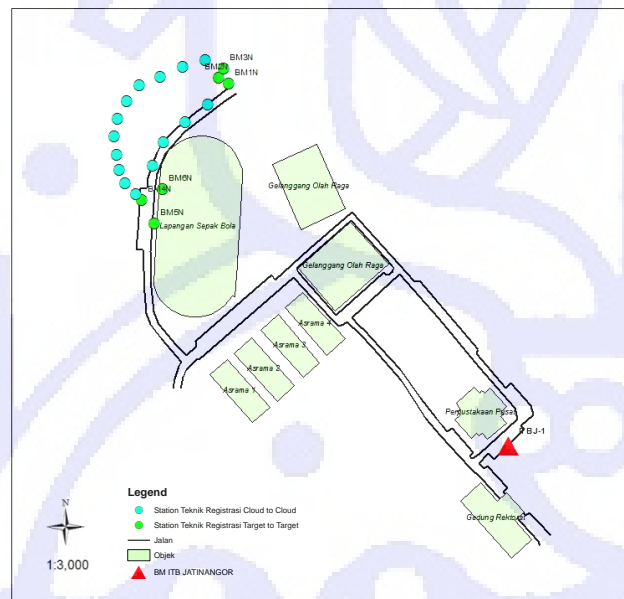 BM3N
BM2N
BM1N
BM6N
BM4N
BM5N
Lapangan Sepak Bola
Gelanggang Olah Raga
Gelanggang Olah Raga
Asrama 4
Asrama 3
Asrama 2
Asrama 1
Perpustakaan Pusat
BJ-1
Gedung Rektorat
Legend
Station Teknik Registrasi Cloud to Cloud
Station Teknik Registrasi Target to Target
Jalan
Objek
BM ITB JATINANGOR
N
1:3,000